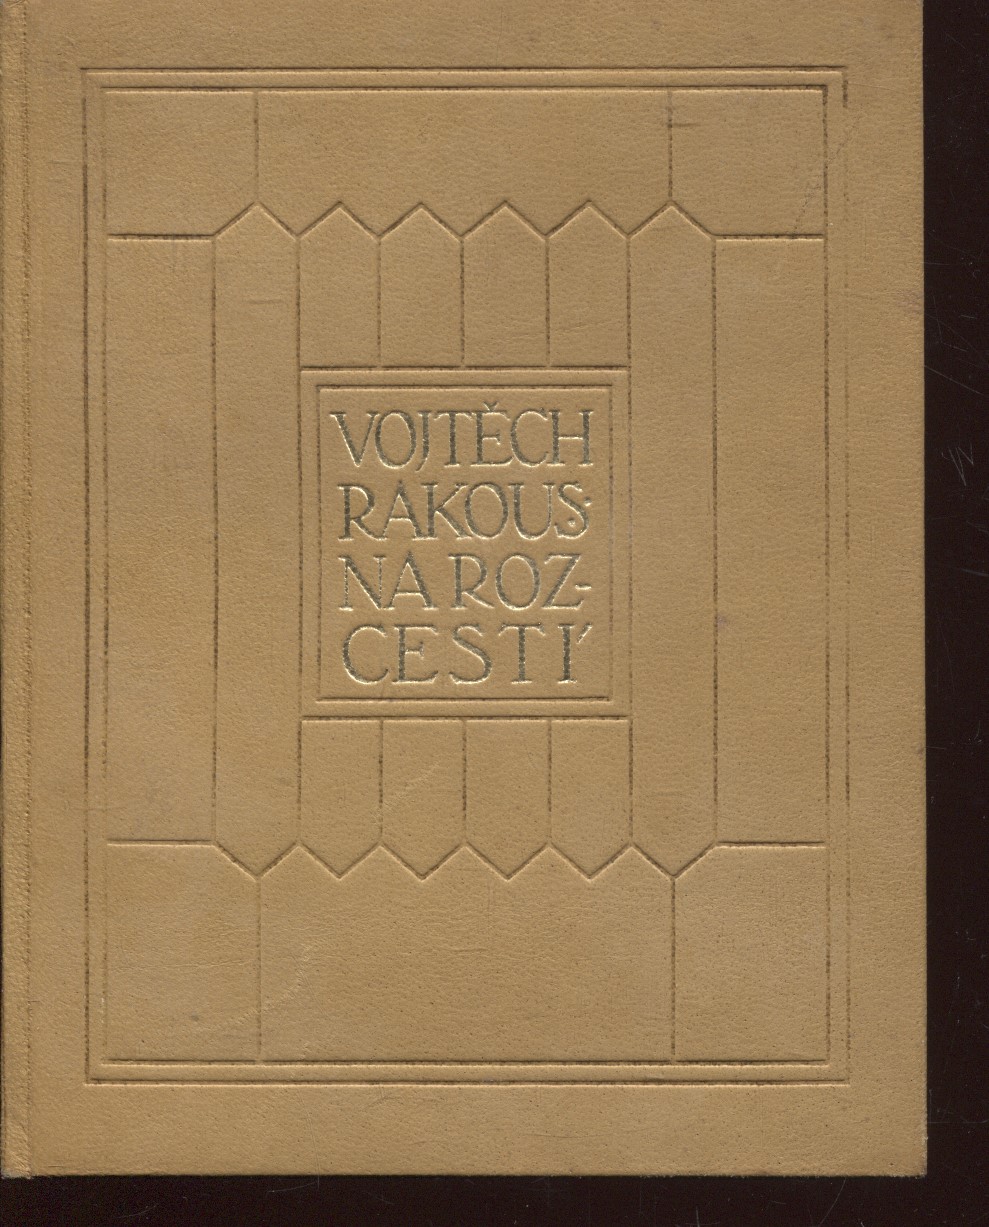 VOJTĚCH
RAKOUS·
NA ROZ-
CESTÍ